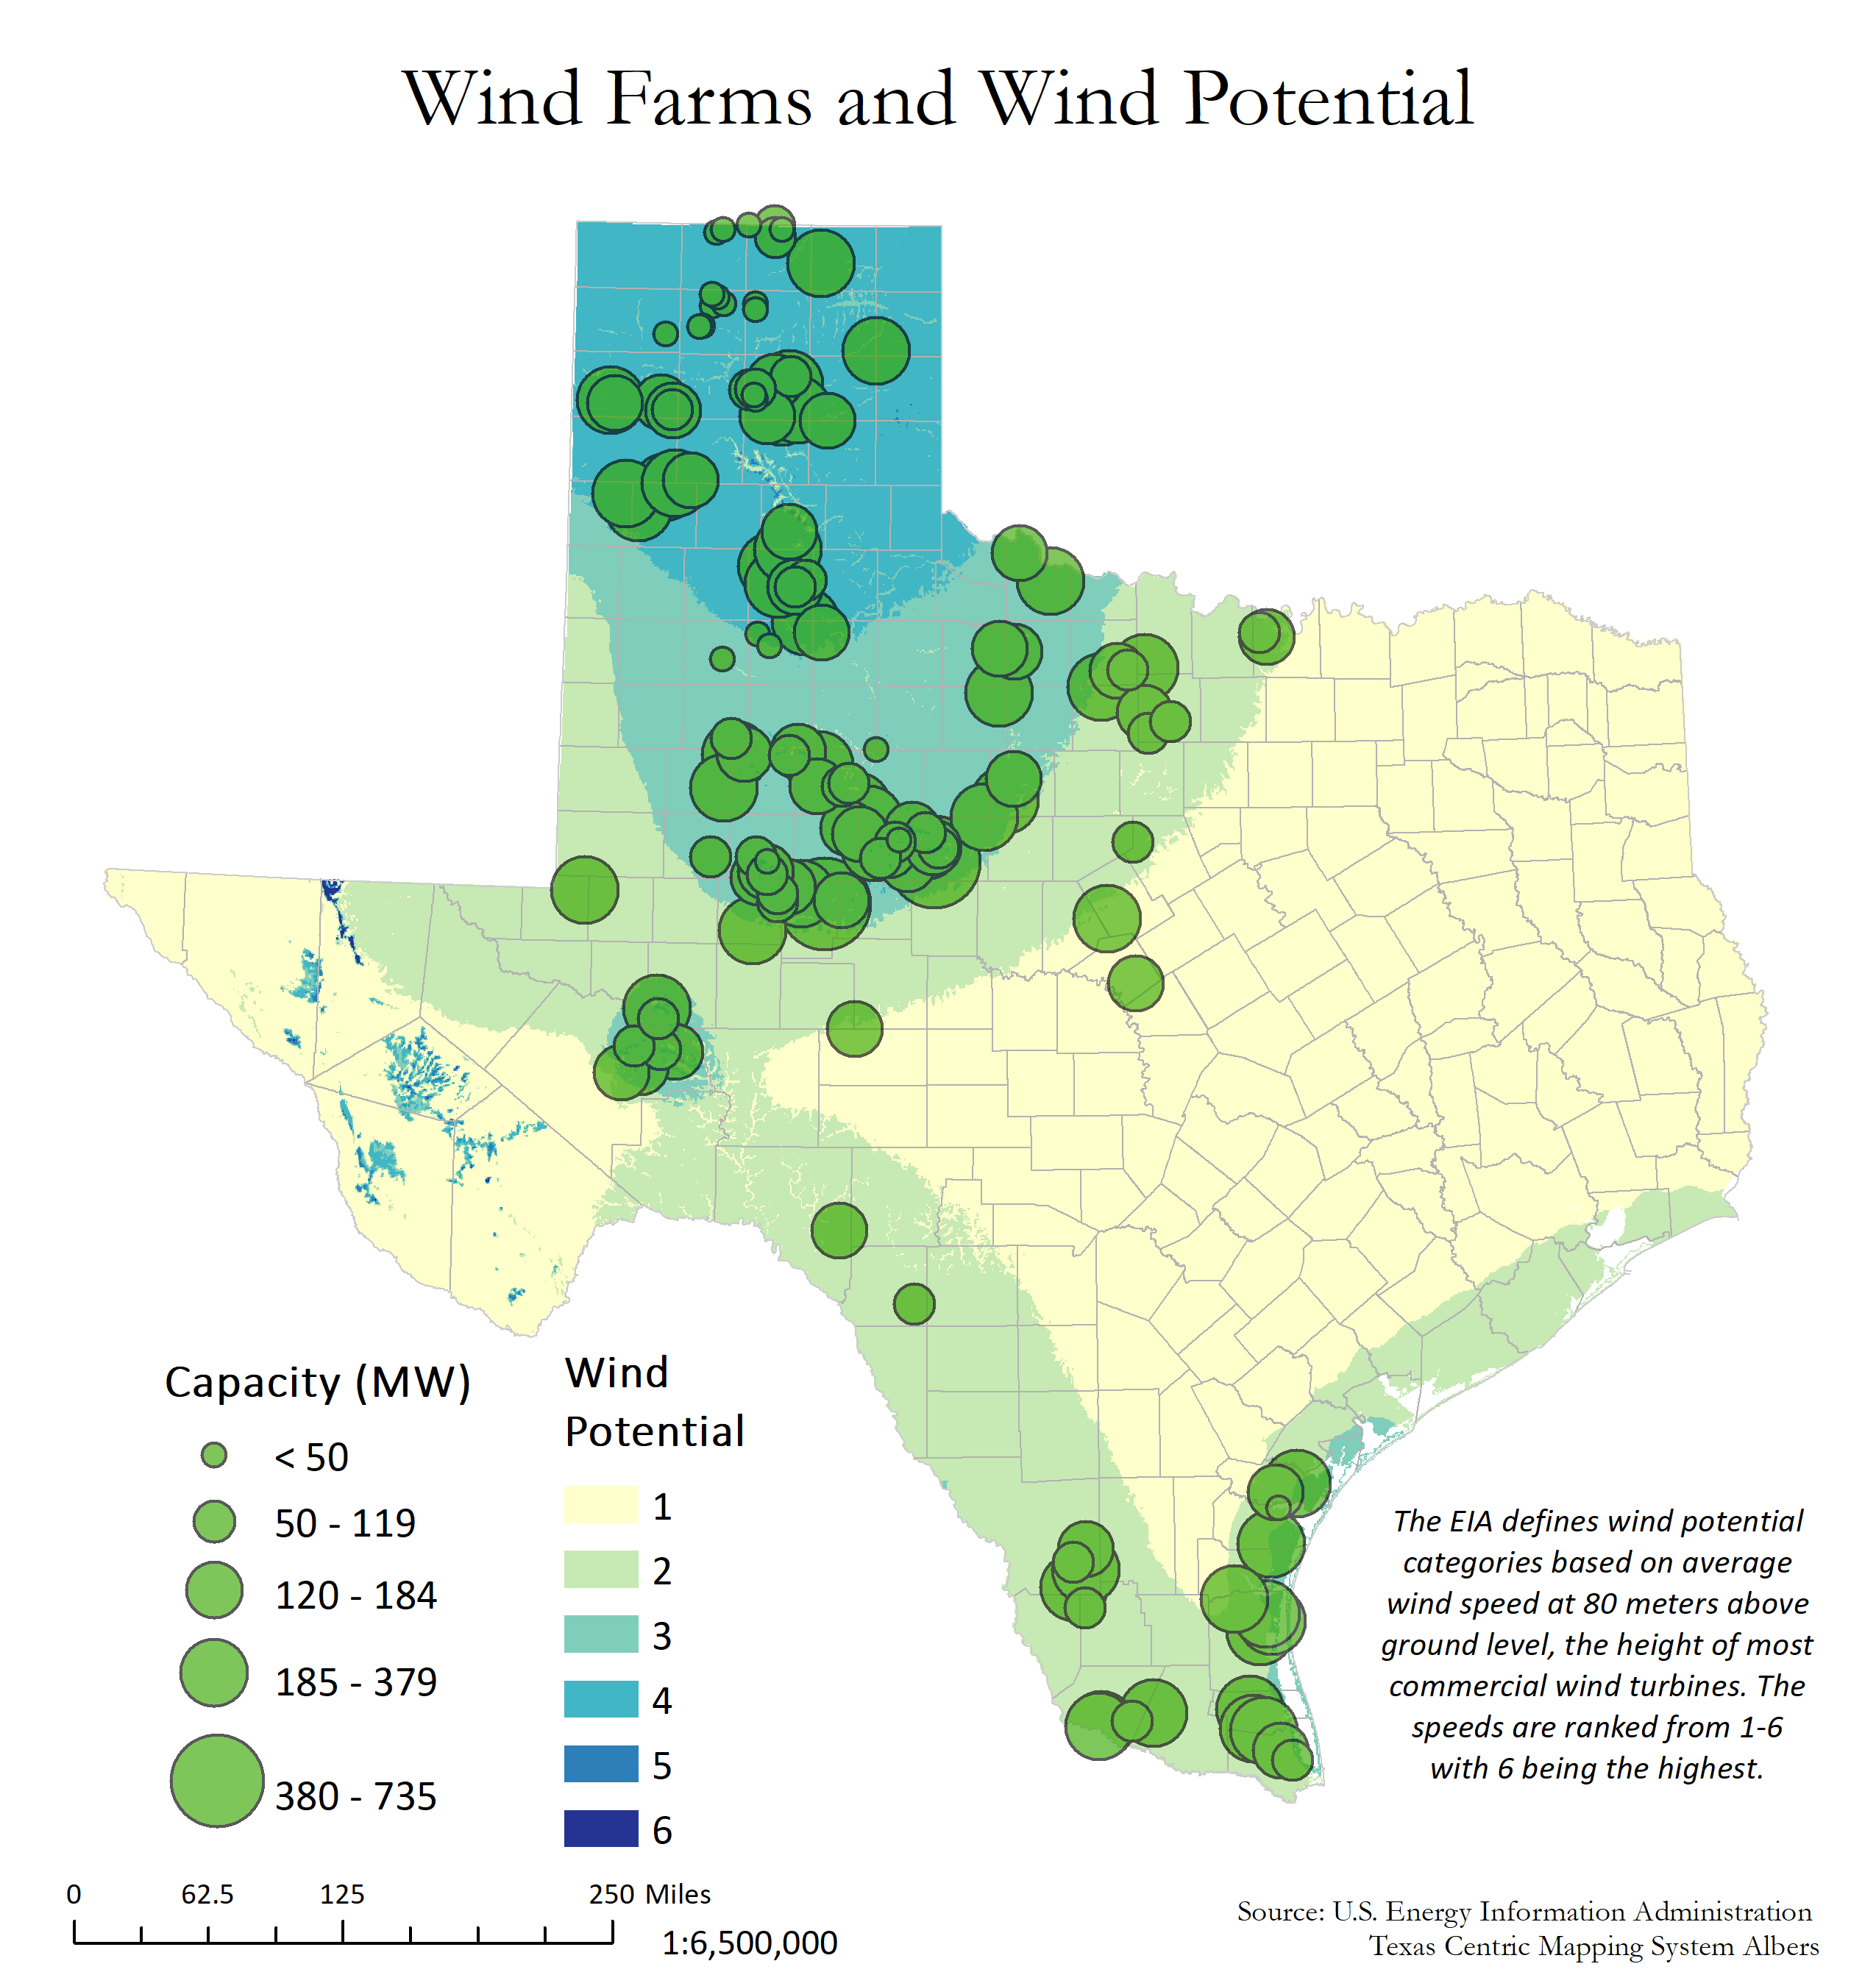 Wind Farms and Wind Potential
Capacity (MW)
< 50
50 - 119
120 - 184
185 - 379
380 - 735
Wind
Potential
1
2
3
4
5
6
The EIA defines wind potential
categories based on average
wind speed at 80 meters above
ground level, the height of most
commercial wind turbines. The
speeds are ranked from 1-6
with 6 being the highest.
0 62.5 125 250 Miles
1:6,500,000
Source: U.S. Energy Information Administration
Texas Centric Mapping System Albers